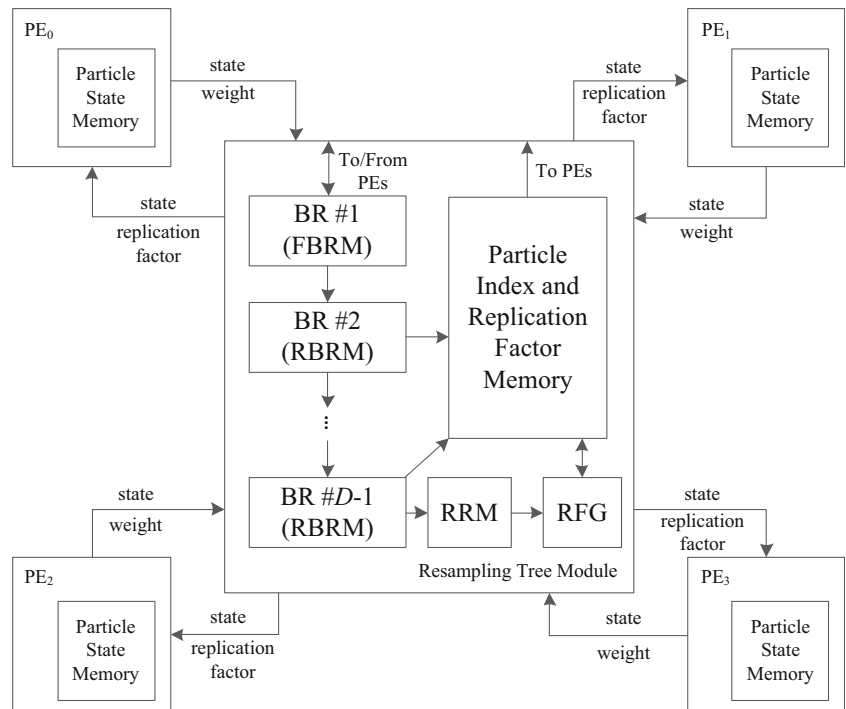 PE0
Particle
State
Memory
state
weight
state
replication
factor
PE1
Particle
State
Memory
state
replication
factor
state
weight
To/From
PEs
To PEs
BR #1
(FBRM)
BR #2
(RBRM)
...
BR #D-1
(RBRM)
Particle
Index and
Replication
Factor
Memory
RRM
RFG
Resampling Tree Module
state
weight
PE2
Particle
State
Memory
state
replication
factor
state
replication
factor
PE3
Particle
State
Memory
state
weight